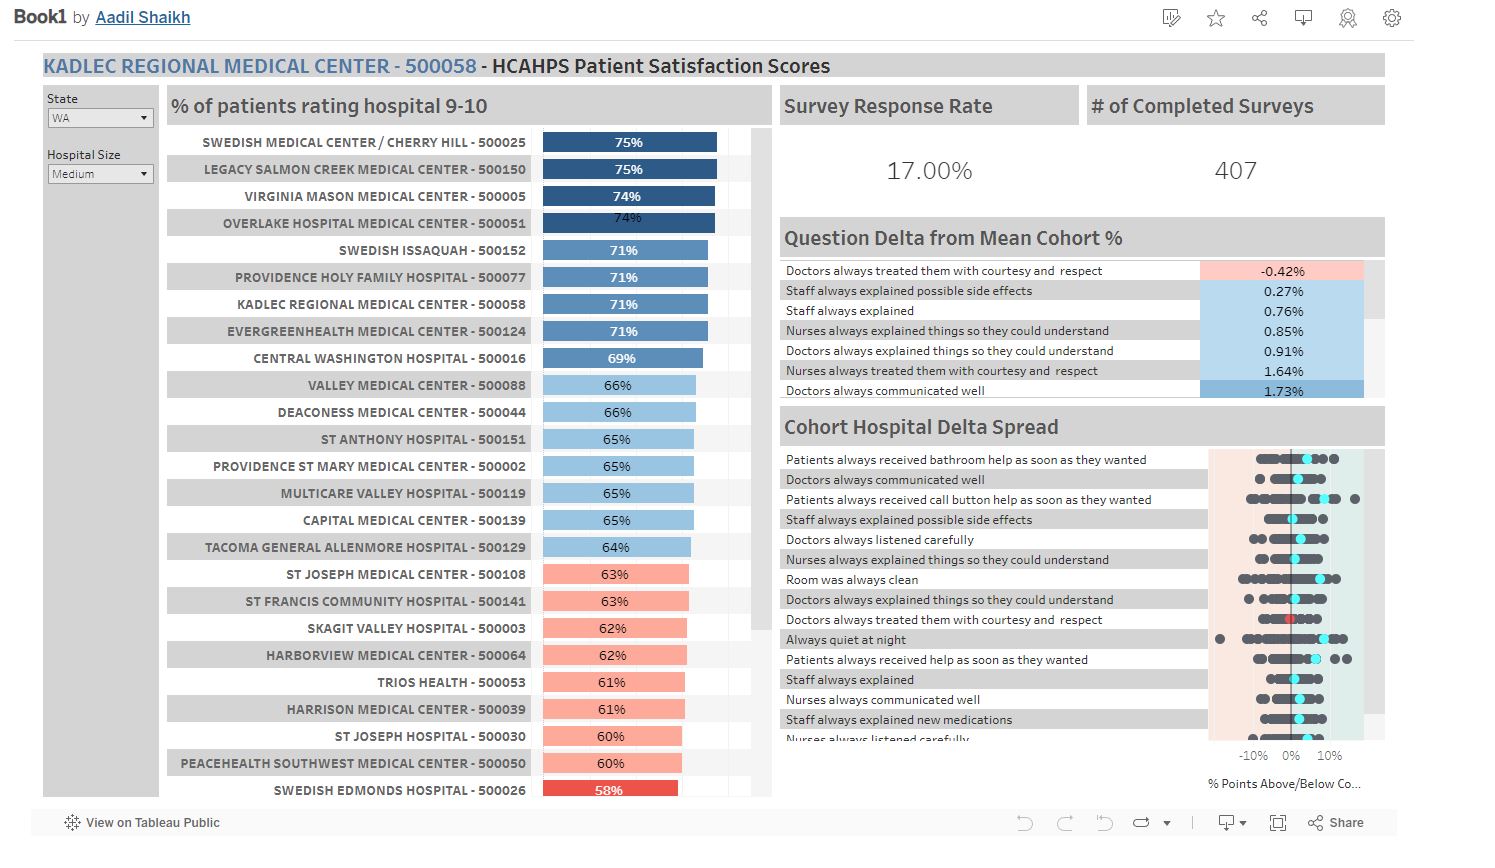 Book1 by Aadil Shaikh
KADLEC REGIONAL MEDICAL CENTER - 500058 - HCAHPS Patient Satisfaction Scores
State
WA
Hospital Size
Medium
% of patients rating hospital 9-10
SWEDISH MEDICAL CENTER / CHERRY HILL - 500025 75%
LEGACY SALMON CREEK MEDICAL CENTER - 500150 75%
VIRGINIA MASON MEDICAL CENTER - 500005 74%
OVERLAKE HOSPITAL MEDICAL CENTER - 500051 74%
SWEDISH ISSAQUAH - 500152 71%
PROVIDENCE HOLY FAMILY HOSPITAL - 500077 71%
KADLEC REGIONAL MEDICAL CENTER - 500058 71%
EVERGREENHEALTH MEDICAL CENTER - 500124 71%
CENTRAL WASHINGTON HOSPITAL - 500016 69%
VALLEY MEDICAL CENTER - 500088 66%
DEACONESS MEDICAL CENTER - 500044 66%
ST ANTHONY HOSPITAL - 500151 65%
PROVIDENCE ST MARY MEDICAL CENTER - 500002 65%
MULTICARE VALLEY HOSPITAL - 500119 65%
CAPITAL MEDICAL CENTER - 500139 65%
TACOMA GENERAL ALLENMORE HOSPITAL - 500129 64%
ST JOSEPH MEDICAL CENTER - 500108 63%
ST FRANCIS COMMUNITY HOSPITAL - 500141 63%
SKAGIT VALLEY HOSPITAL - 500003 62%
HARBORVIEW MEDICAL CENTER - 500064 62%
TRIOS HEALTH - 500053 61%
HARRISON MEDICAL CENTER - 500039 61%
ST JOSEPH HOSPITAL - 500030 60%
PEACEHEALTH SOUTHWEST MEDICAL CENTER - 500050 60%
SWEDISH EDMONDS HOSPITAL - 500026 58%
Survey Response Rate
17.00%
# of Completed Surveys
407
Question Delta from Mean Cohort %
Doctors always treated them with courtesy and respect -0.42%
Staff always explained possible side effects 0.27%
Staff always explained 0.76%
Nurses always explained things so they could understand 0.85%
Doctors always explained things so they could understand 0.91%
Nurses always treated them with courtesy and respect 1.64%
Doctors always communicated well 1.73%
Cohort Hospital Delta Spread
Patients always received bathroom help as soon as they wanted
Doctors always communicated well
Patients always received call button help as soon as they wanted
Staff always explained possible side effects
Doctors always listened carefully
Nurses always explained things so they could understand
Room was always clean
Doctors always explained things so they could understand
Doctors always treated them with courtesy and respect
Always quiet at night
Patients always received help as soon as they wanted
Staff always explained
Nurses always communicated well
Staff always explained new medications
Nurses always listened carefully
-10% 0% 10%
% Points Above/Below Co...
View on Tableau Public
Share